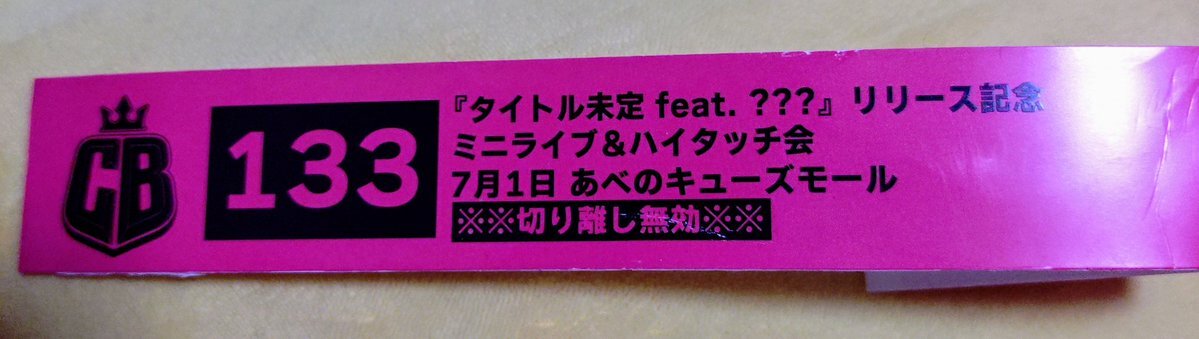 CB
133
『タイトル未定 feat. ???』リリース記念
ミニライブ&ハイタッチ会
7月1日 あべのキューズモール
※※切り離し無効※※